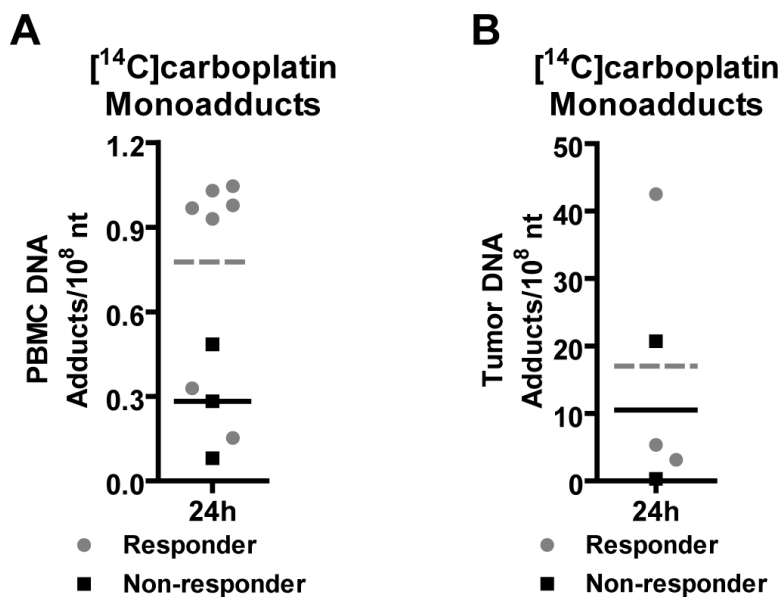 A
[¹⁴C]carboplatin
Monoadducts
PBMC DNA
Adducts/10⁸ nt
1.2
0.9
0.6
0.3
0.0
24h
Responder
Non-responder
B
[¹⁴C]carboplatin
Monoadducts
Tumor DNA
Adducts/10⁸ nt
50
40
30
20
10
0
24h
Responder
Non-responder